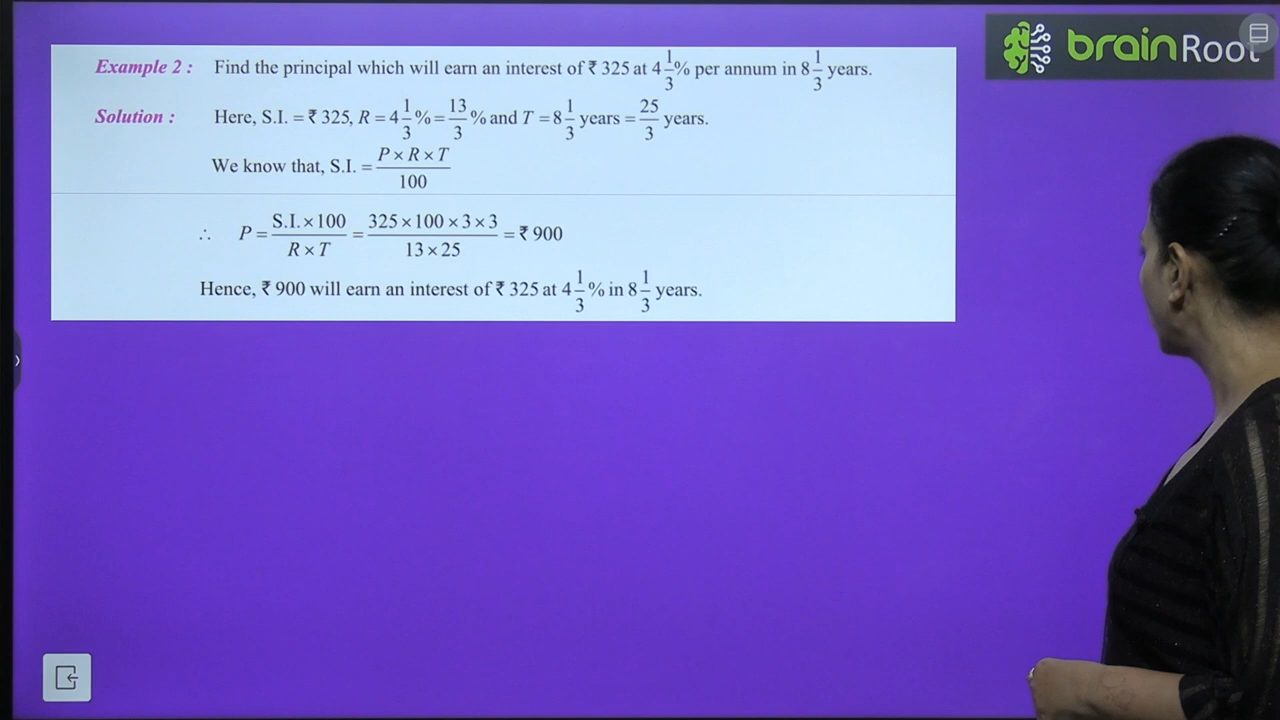 brainRoot
Example 2 : Find the principal which will earn an interest of ₹ 325 at 4 1/3 % per annum in 8 1/3 years.
Solution : Here, S.I. = ₹ 325, R = 4 1/3 % = 13/3 % and T = 8 1/3 years = 25/3 years.
We know that, S.I. = P × R × T / 100
∴ P = S.I. × 100 / R × T = 325 × 100 × 3 × 3 / 13 × 25 = ₹ 900
Hence, ₹ 900 will earn an interest of ₹ 325 at 4 1/3 % in 8 1/3 years.